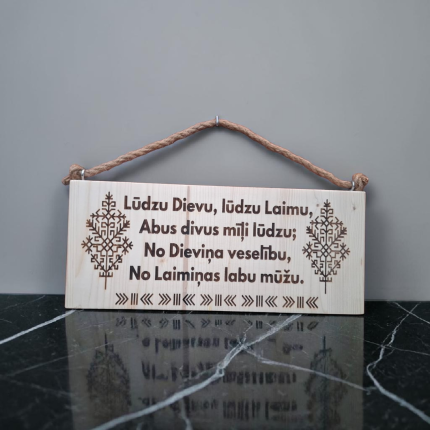 Lūdzu Dievu, lūdzu Laimu,
Abus divus mīļi lūdzu;
No Dieviņa veselību,
No Laimiņas labu mūžu.